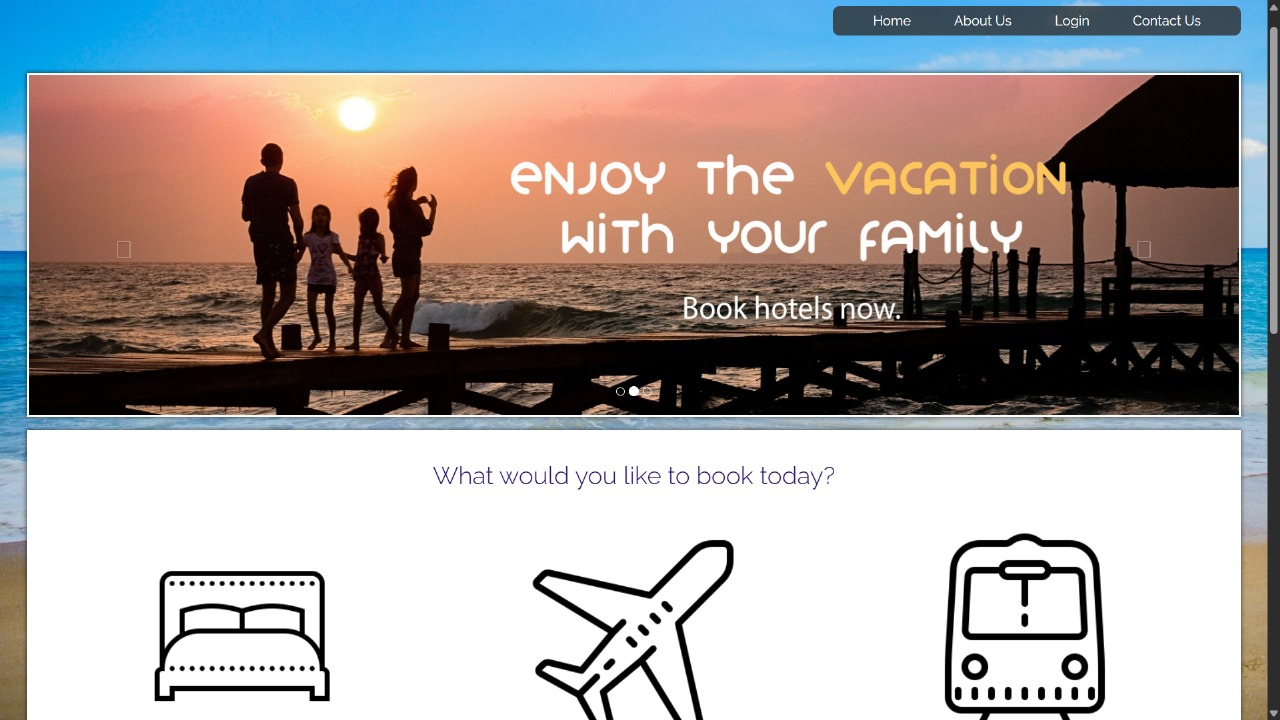 Home
About Us
Login
Contact Us
ENJOY The VACATION
WITH YOUR FAMILY
Book hotels now.
What would you like to book today?